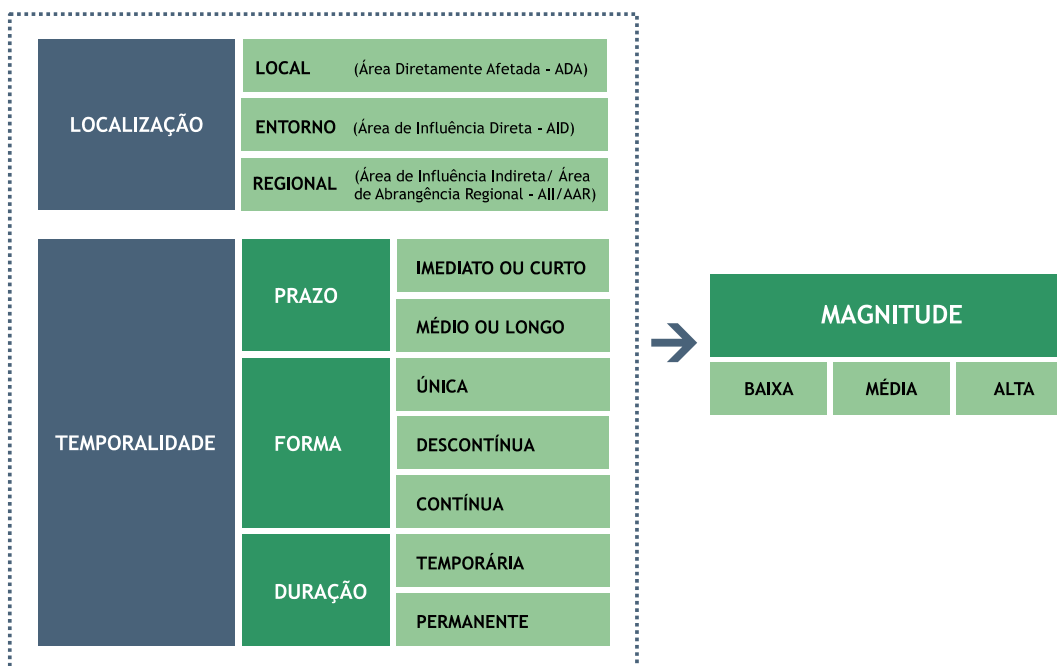 LOCALIZAÇÃO
LOCAL (Área Diretamente Afetada - ADA)
ENTORNO (Área de Influência Direta - AID)
REGIONAL (Área de Influência Indireta/ Área
de Abrangência Regional - AII/AAR)
TEMPORALIDADE
PRAZO
IMEDIATO OU CURTO
MÉDIO OU LONGO
FORMA
ÚNICA
DESCONTÍNUA
CONTÍNUA
DURAÇÃO
TEMPORÁRIA
PERMANENTE
MAGNITUDE
BAIXA MÉDIA ALTA